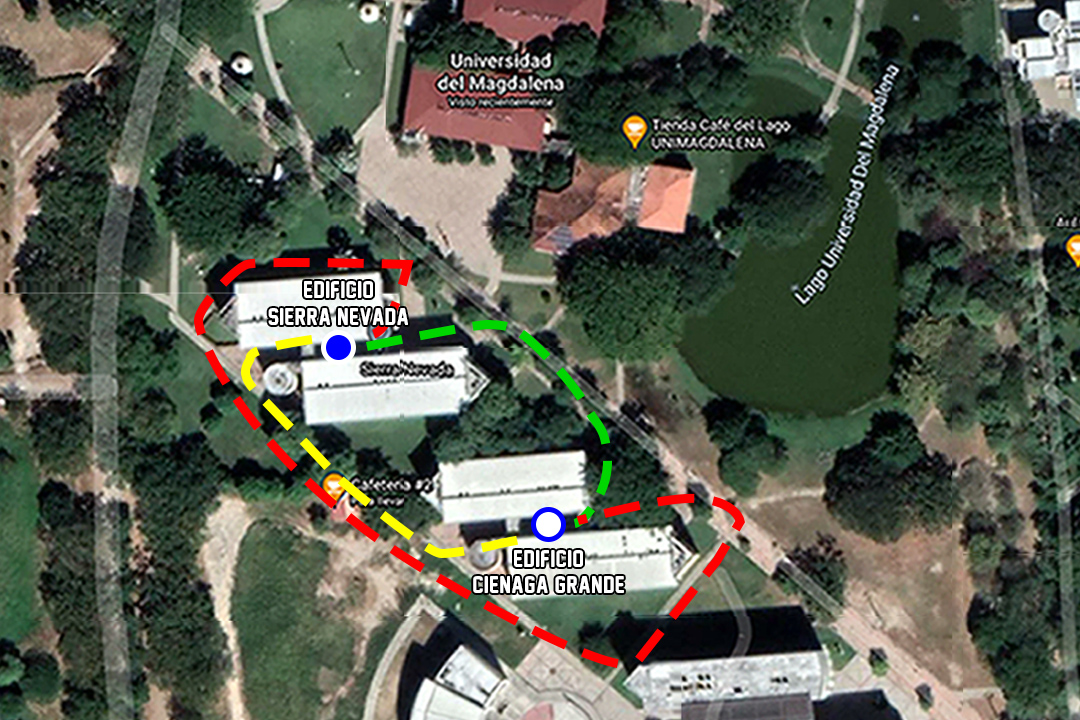 Universidad
del Magdalena
Visto recientemente
Tienda Cafe del Lago
UNIMAGDALENA
Lago Universidad Del Magdalena
EDIFICIO
SIERRA NEVADA
Sierra Nevada
Cafeteria #2
EDIFICIO
CIENAGA GRANDE